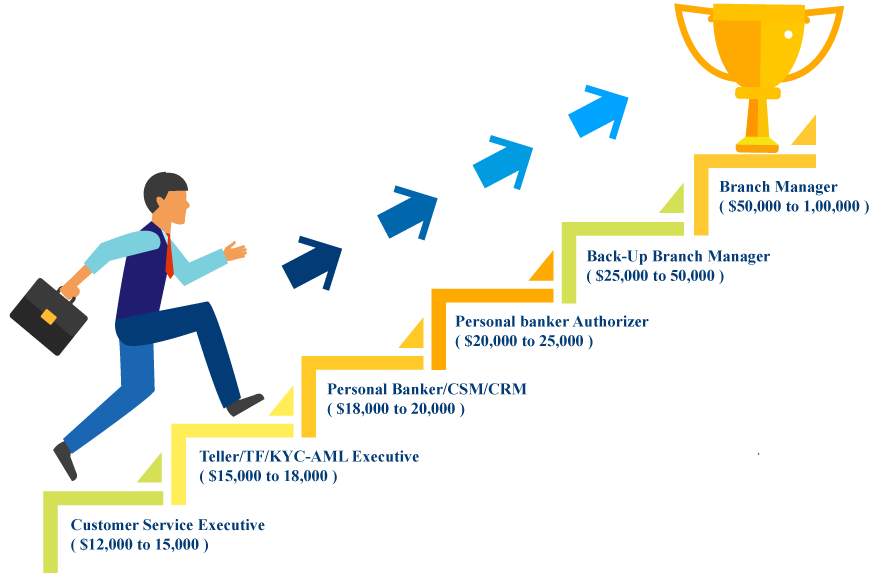 Branch Manager
( $50,000 to 1,00,000 )
Back-Up Branch Manager
( $25,000 to 50,000 )
Personal banker Authorizer
( $20,000 to 25,000 )
Personal Banker/CSM/CRM
( $18,000 to 20,000 )
Teller/TF/KYC-AML Executive
( $15,000 to 18,000 )
Customer Service Executive
( $12,000 to 15,000 )